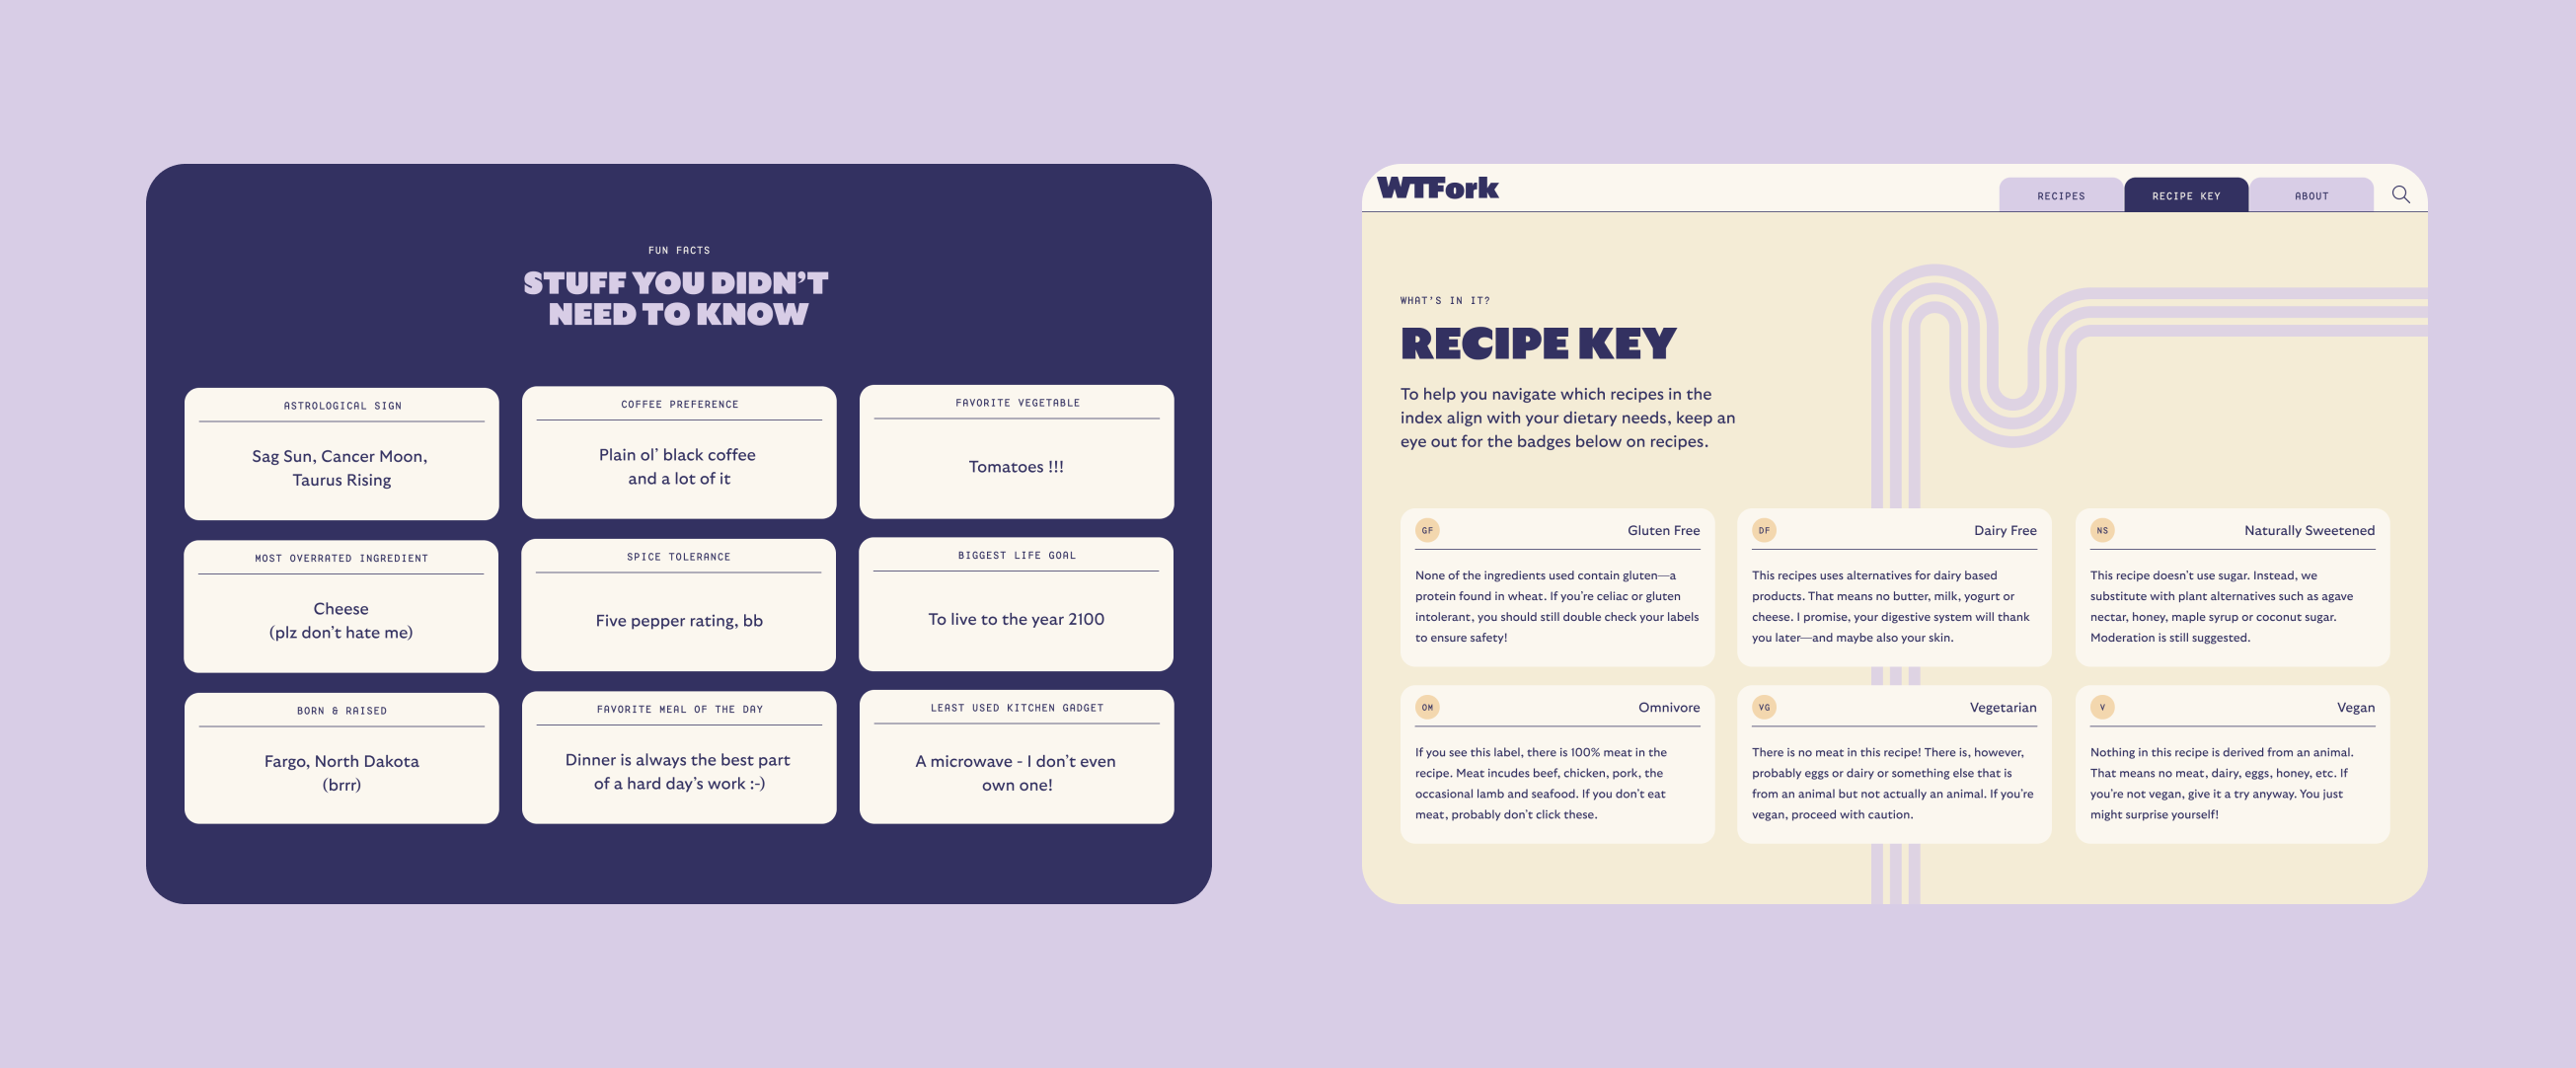 FUN FACTS
STUFF YOU DIDN'T
NEED TO KNOW
ASTROLOGICAL SIGN
Sag Sun, Cancer Moon,
Taurus Rising
COFFEE PREFERENCE
Plain ol' black coffee
and a lot of it
FAVORITE VEGETABLE
Tomatoes !!!
MOST OVERRATED INGREDIENT
Cheese
(plz don't hate me)
SPICE TOLERANCE
Five pepper rating, bb
BIGGEST LIFE GOAL
To live to the year 2100
BORN & RAISED
Fargo, North Dakota
(brrr)
FAVORITE MEAL OF THE DAY
Dinner is always the best part
of a hard day's work :-)
LEAST USED KITCHEN GADGET
A microwave - I don't even
own one!
WTFork
RECIPES
RECIPE KEY
ABOUT
WHAT'S IN IT?
RECIPE KEY
To help you navigate which recipes in the
index align with your dietary needs, keep an
eye out for the badges below on recipes.
GF
Gluten Free
None of the ingredients used contain gluten—a
protein found in wheat. If you're celiac or gluten
intolerant, you should still double check your labels
to ensure safety!
DF
Dairy Free
This recipes uses alternatives for dairy based
products. That means no butter, milk, yogurt or
cheese. I promise, your digestive system will thank
you later—and maybe also your skin.
NS
Naturally Sweetened
This recipe doesn't use sugar. Instead, we
substitute with plant alternatives such as agave
nectar, honey, maple syrup or coconut sugar.
Moderation is still suggested.
OM
Omnivore
If you see this label, there is 100% meat in the
recipe. Meat incudes beef, chicken, pork, the
occasional lamb and seafood. If you don't eat
meat, probably don't click these.
VG
Vegetarian
There is no meat in this recipe! There is, however,
probably eggs or dairy or something else that is
from an animal but not actually an animal. If you're
vegan, proceed with caution.
V
Vegan
Nothing in this recipe is derived from an animal.
That means no meat, dairy, eggs, honey, etc. If
you're not vegan, give it a try anyway. You just
might surprise yourself!